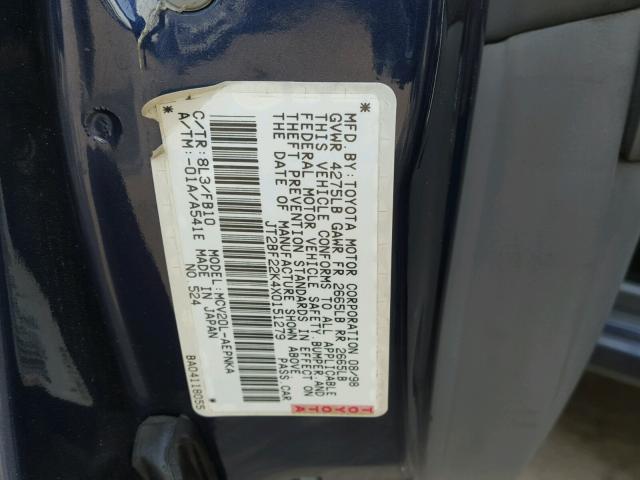 MFD. BY: TOYOTA MOTOR CORPORATION 08/98
GVWR 4275LB GAWR FR 2665LB RR 2665LB
THIS VEHICLE CONFORMS TO ALL APPLICABLE
FEDERAL MOTOR VEHICLE SAFETY BUMPER, AND
THEFT PREVENTION STANDARDS IN EFFECT ON
THE DATE OF MANUFACTURE SHOWN ABOVE.
JT2BF22K4X0151279 PASS CAR
TOYOTA
C/TR: 8L3/FB10 MODEL: MCV20L-AEPNKA
A/TM: -01A/A541E MADE IN JAPAN
NO 524
BA04118055